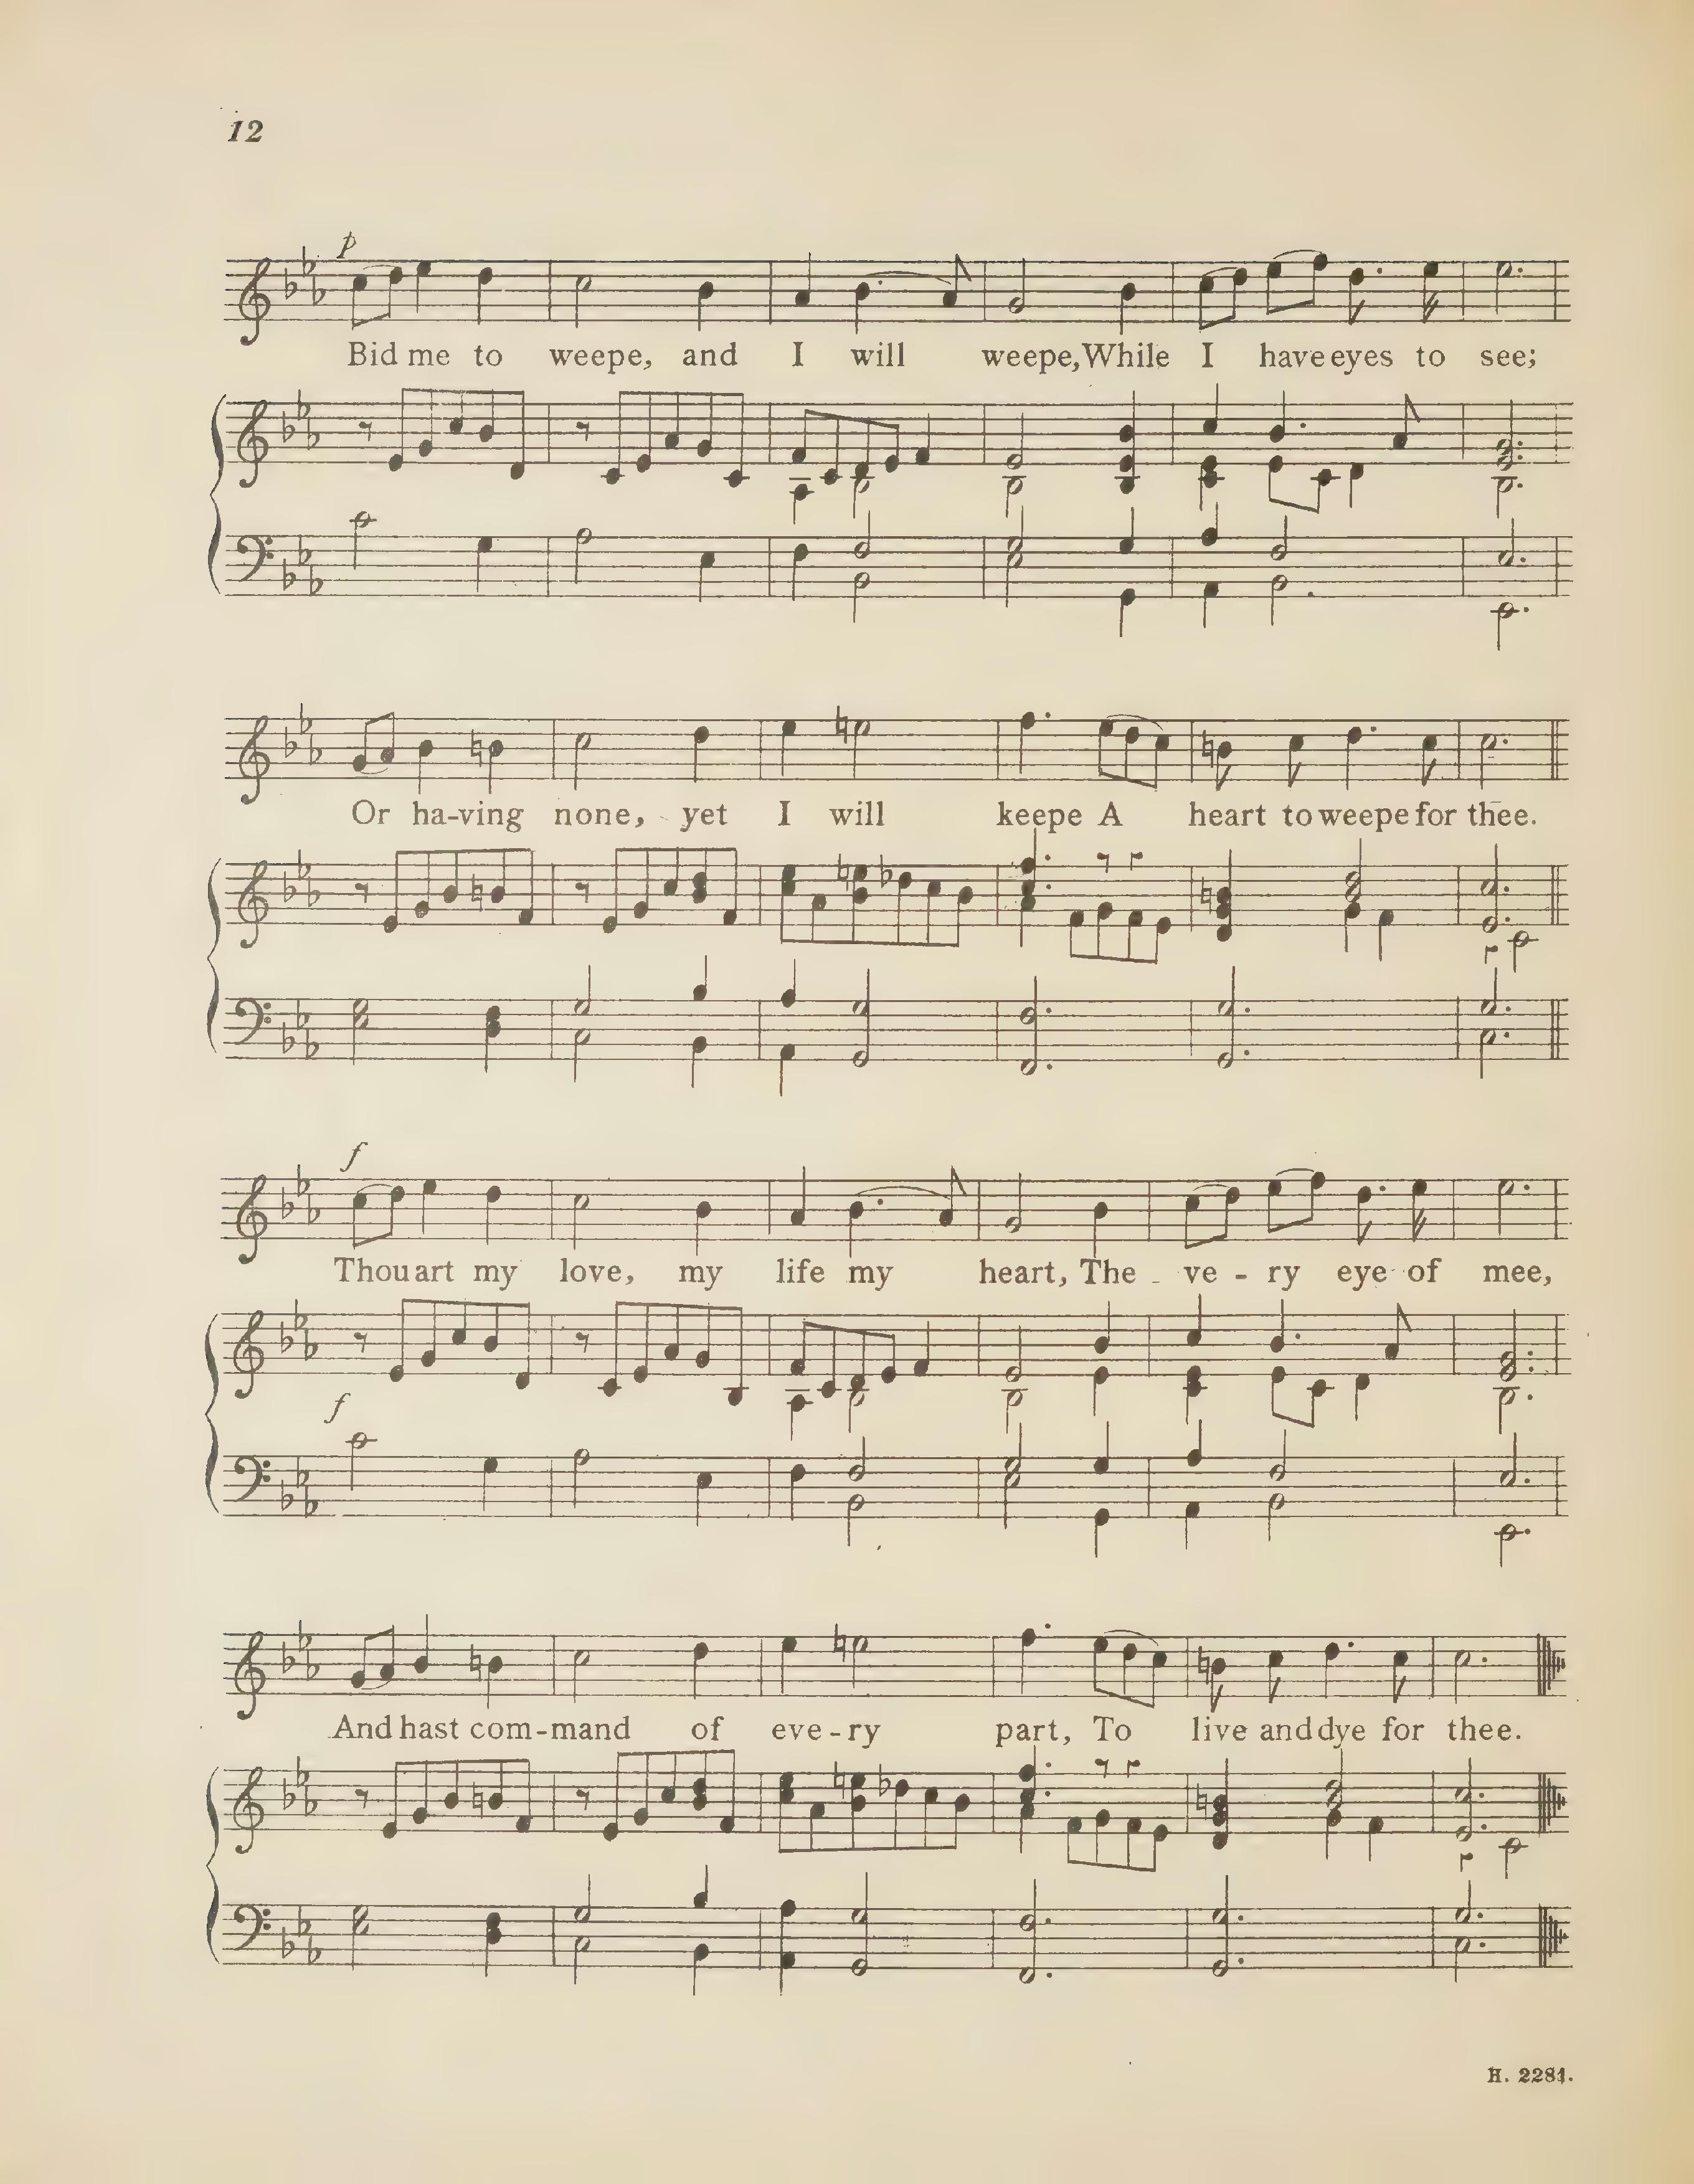 12
p
Bid me to weepe, and I will weepe, While I have eyes to see;
Or ha-ving none, yet I will keepe A heart to weepe for thee.
f
Thou art my love, my life my heart, The ve-ry eye of mee,
f
And hast com-mand of eve-ry part, To live and dye for thee.
H. 2281.